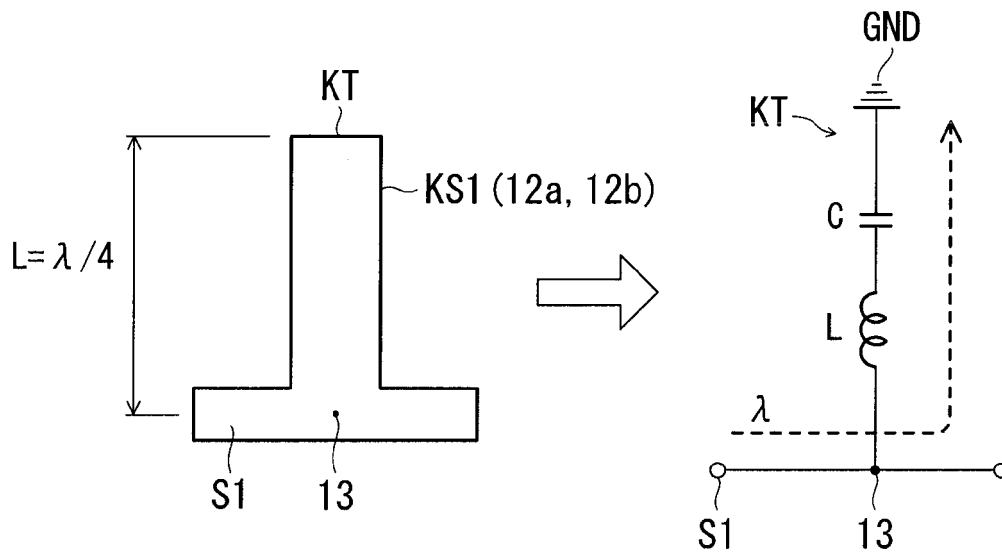 KT
KS1 (12a, 12b)
L= λ/4
S1
13
GND
KT
C
L
λ
S1
13